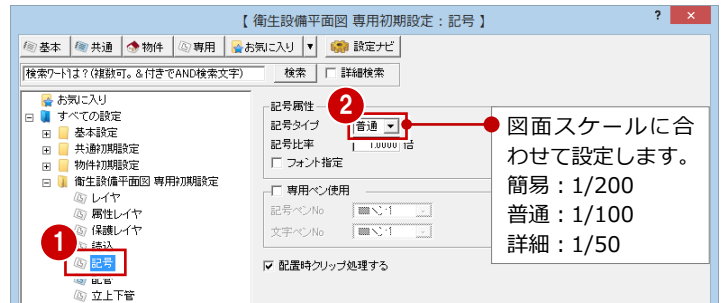 【 衛生設備平面図 専用初期設定：記号 】 ? ×
基本 共通 物件 専用 お気に入り ▼ 設定ナビ
検索ワードは？(複数可。＆付きでAND検索文字) 検索 詳細検索
お気に入り
すべての設定
基本設定
共通初期設定
物件初期設定
衛生設備平面図 専用初期設定
レイヤ
属性レイヤ
保護レイヤ
1
記号
配管
立上下管
記号属性
2
記号タイプ 普通
記号比率 1.0000 倍
フォント指定
専用ペン使用
記号ペンNo ペン:1
文字ペンNo ペン:1
配置時クリップ処理する
図面スケールに合
わせて設定します。
簡易：1/200
普通：1/100
詳細：1/50